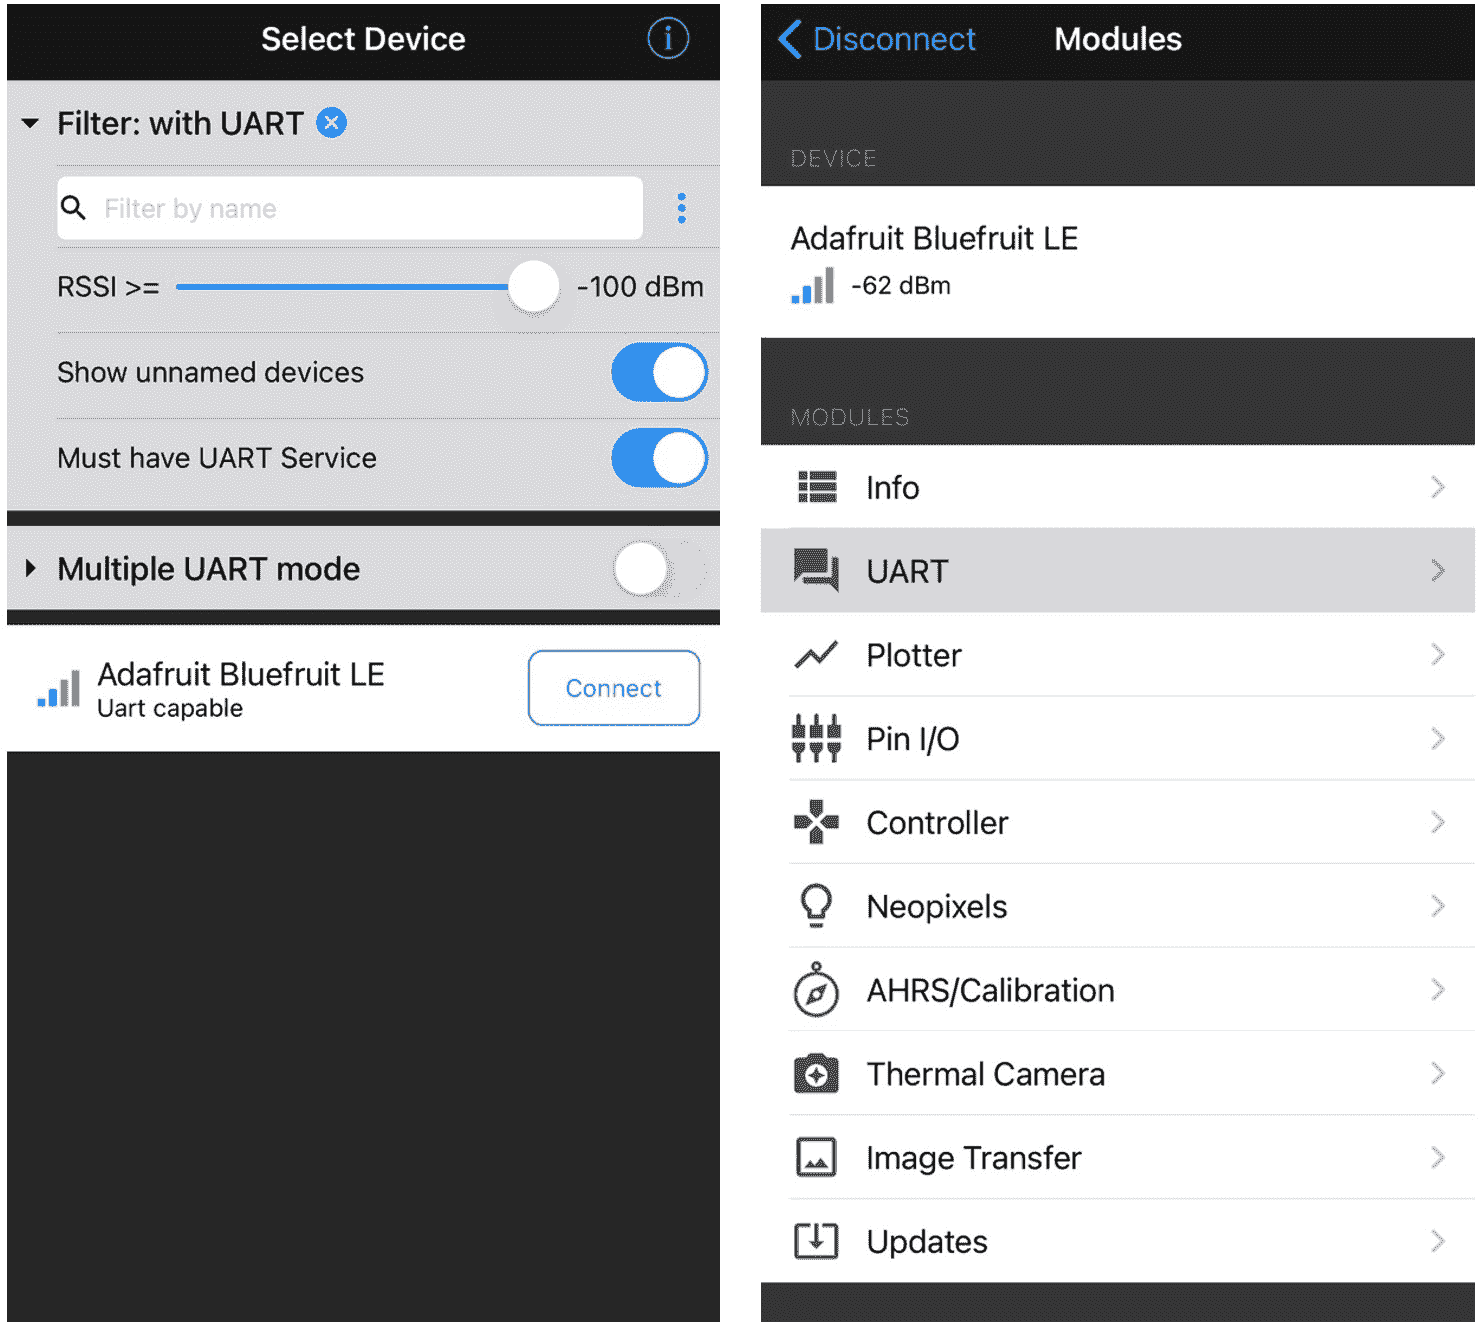 Select Device
Filter: with UART
Filter by name
RSSI >= -100 dBm
Show unnamed devices
Must have UART Service
Multiple UART mode
Adafruit Bluefruit LE
Uart capable
Connect
Disconnect Modules
DEVICE
Adafruit Bluefruit LE
-62 dBm
MODULES
Info
UART
Plotter
Pin I/O
Controller
Neopixels
AHRS/Calibration
Thermal Camera
Image Transfer
Updates